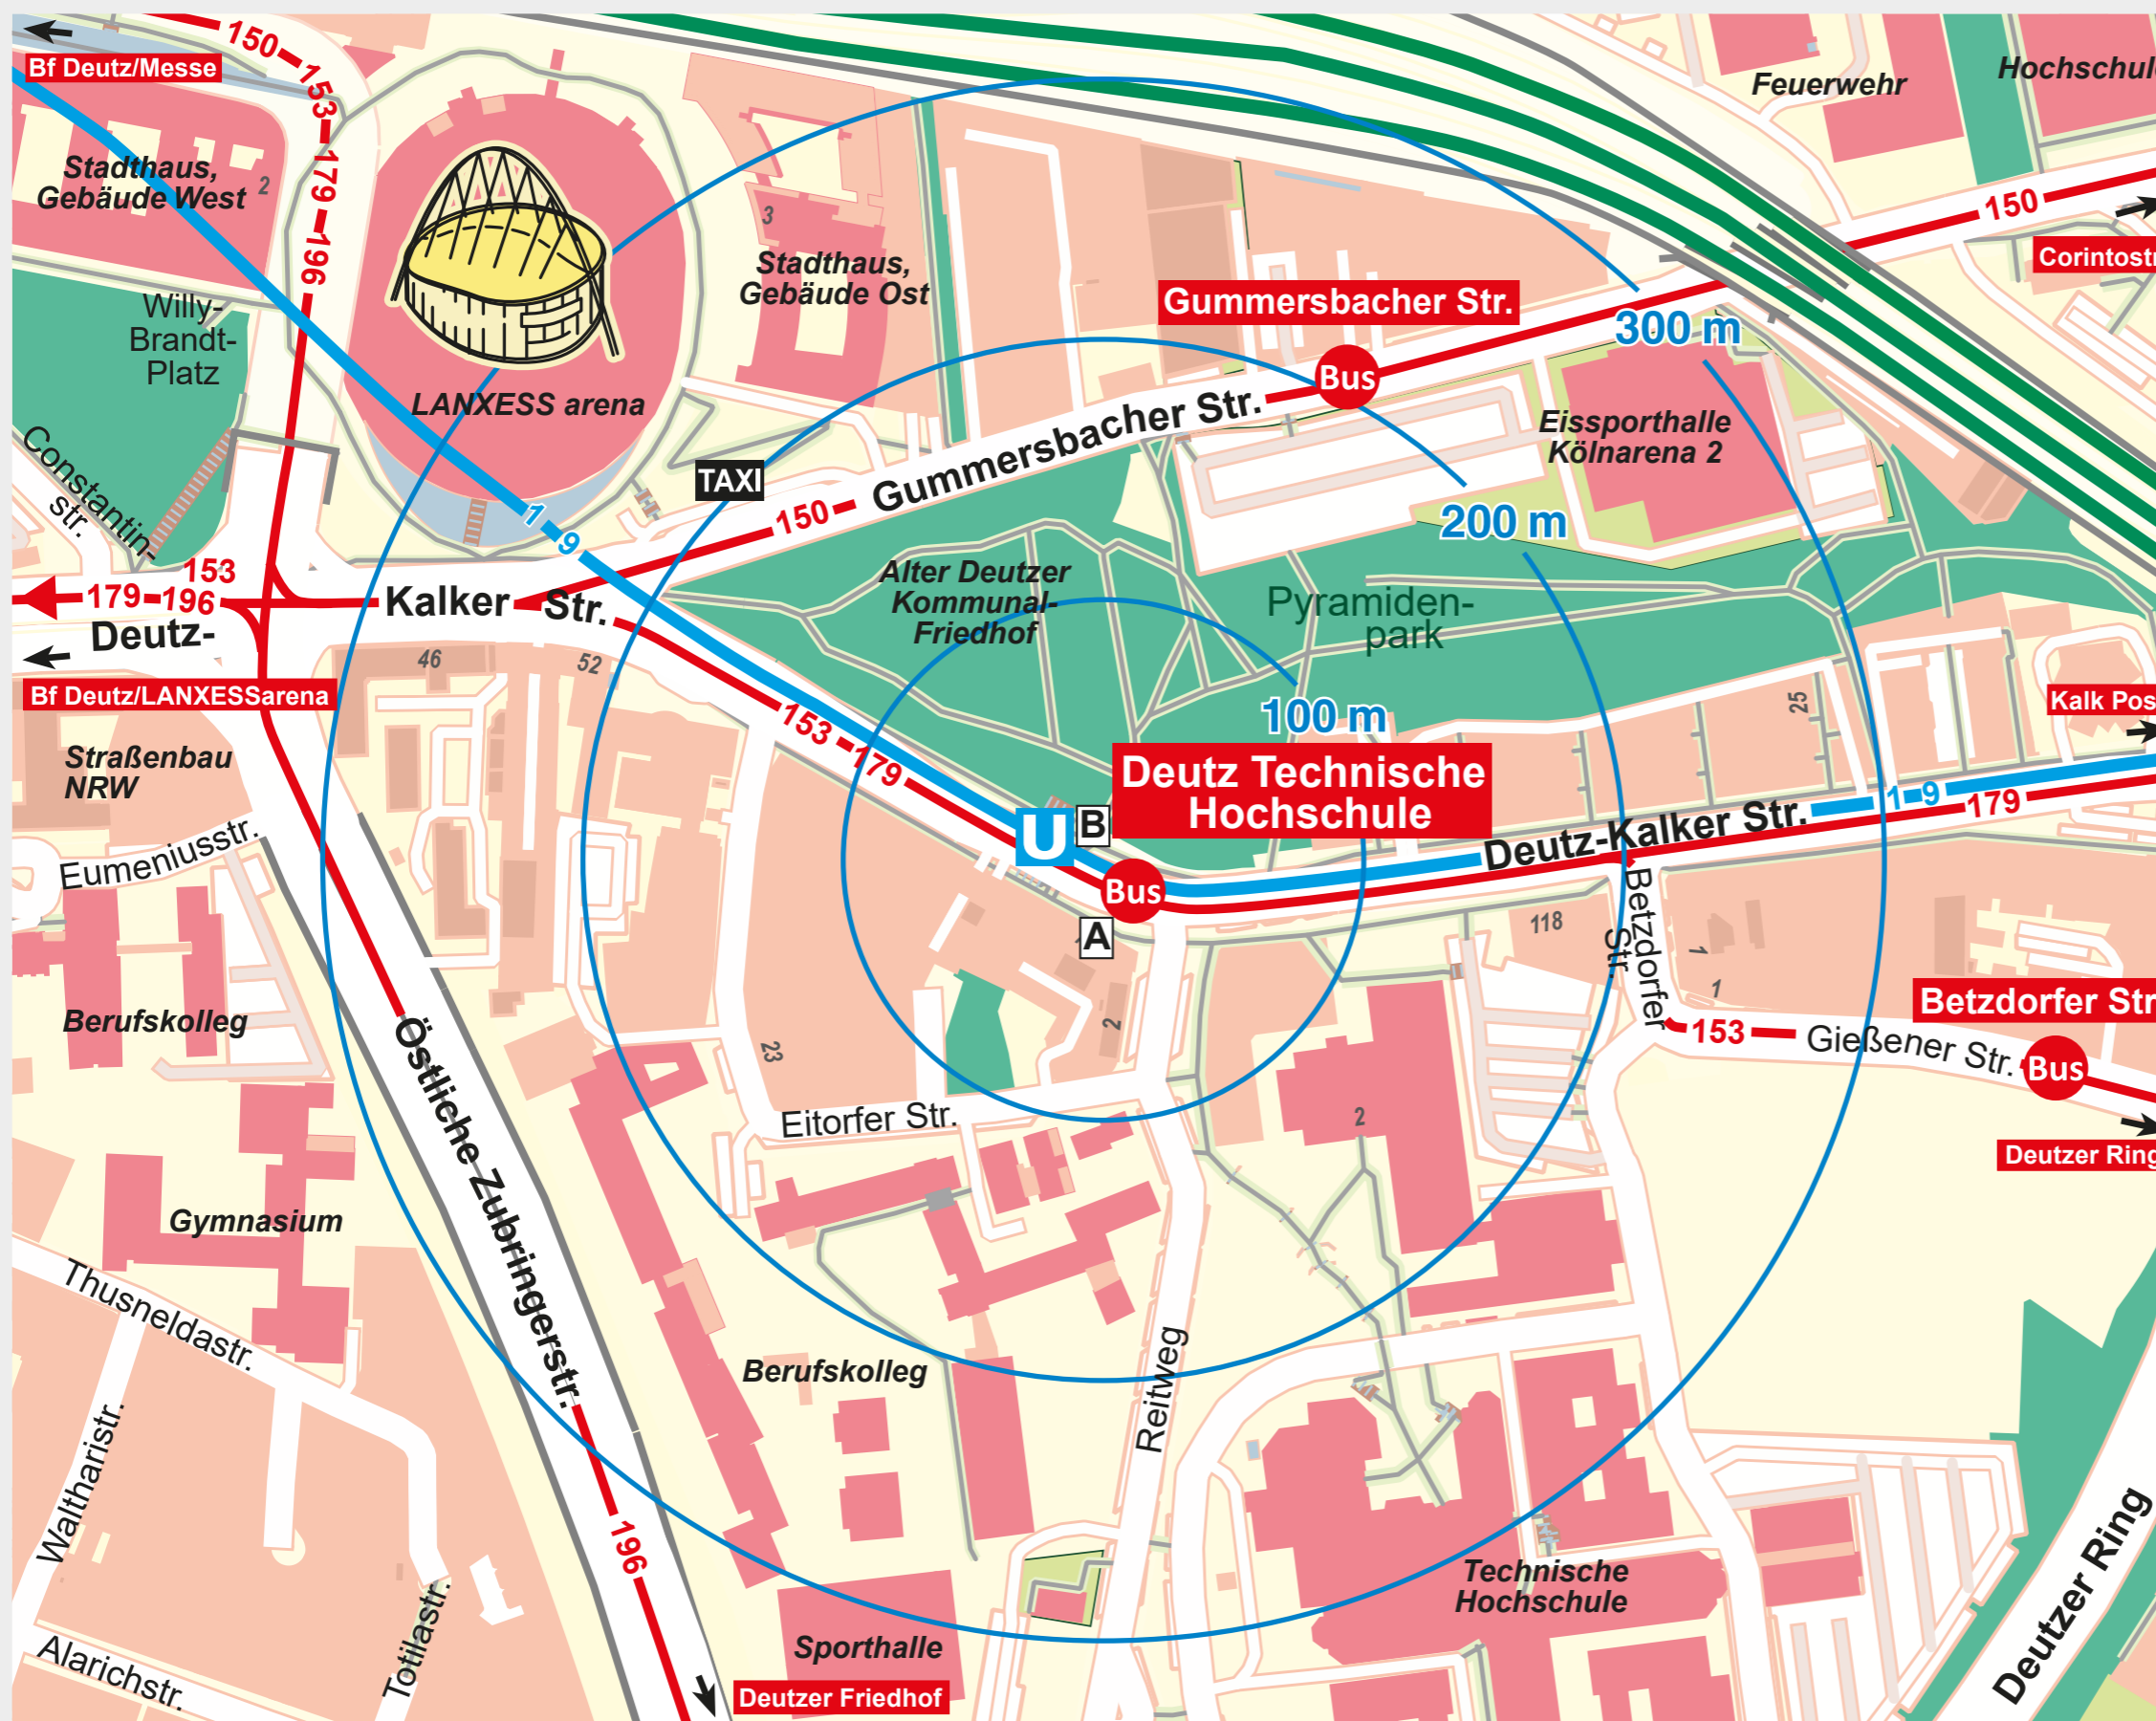 150
153
179
196
Bf Deutz/Messe
Stadthaus,
Gebäude West
2
Willy-
Brandt-
Platz
Constantin-
str.
LANXESS arena
3
Stadthaus,
Gebäude Ost
Feuerwehr
Hochschul
150
Corintostr
Gummersbacher Str.
Bus
300 m
Eissporthalle
Kölnarena 2
TAXI
150
Gummersbacher Str.
1
9
200 m
153
179
196
Deutz-
Kalker Str.
Bf Deutz/LANXESSarena
46
52
Alter Deutzer
Kommunal-
Friedhof
Pyramiden-
park
100 m
25
Kalk Pos
Straßenbau
NRW
153
179
Deutz Technische
Hochschule
U
B
Bus
A
Deutz-Kalker Str.
1
9
179
Eumeniusstr.
Berufskolleg
118
Betzdorfer
Str.
1
1
Betzdorfer Str
153
Gießener Str.
Bus
Deutzer Ring
Östliche Zubringerstr.
23
2
Eitorfer Str.
2
Gymnasium
Thusneldastr.
Berufskolleg
Reitweg
Waltharistr.
196
Totilastr.
Alarichstr.
Sporthalle
Technische
Hochschule
Deutzer Friedhof
Deutzer Ring